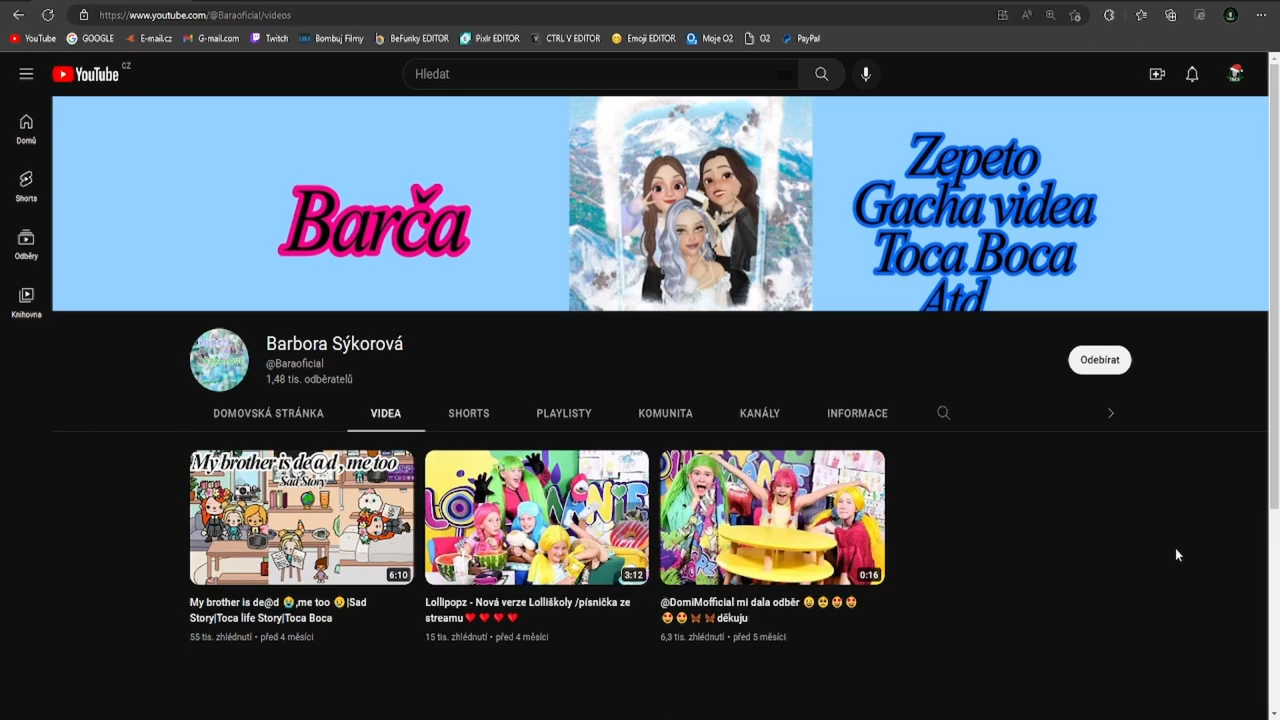 https://www.youtube.com/@Baraoficial/videos
YouTube
GOOGLE
E-mail.cz
G-mail.com
Twitch
Bombuj Filmy
BeFunky EDITOR
Pixlr EDITOR
CTRL V EDITOR
Emoji EDITOR
Moje O2
O2
PayPal
YouTube CZ
Hledat
Domů
Shorts
Odběry
Knihovna
Barča
Zepeto
Gacha videa
Toca Boca
Atd
Barbora Sýkorová
@Baraoficial
1,48 tis. odběratelů
Odebírat
DOMOVSKÁ STRÁNKA
VIDEA
SHORTS
PLAYLISTY
KOMUNITA
KANÁLY
INFORMACE
My brother is de@d , me too
Sad Story
6:10
3:12
0:16
My brother is de@d 😭,me too 😥|Sad
Story|Toca life Story|Toca Boca
55 tis. zhlédnutí • před 4 měsíci
Lollipopz - Nová verze Lolliškoly /písnička ze
streamu❤️ ❤️ ❤️ ❤️
15 tis. zhlédnutí • před 4 měsíci
@DomiMofficial mi dala odběr
děkuju
6,3 tis. zhlédnutí • před 5 měsíci